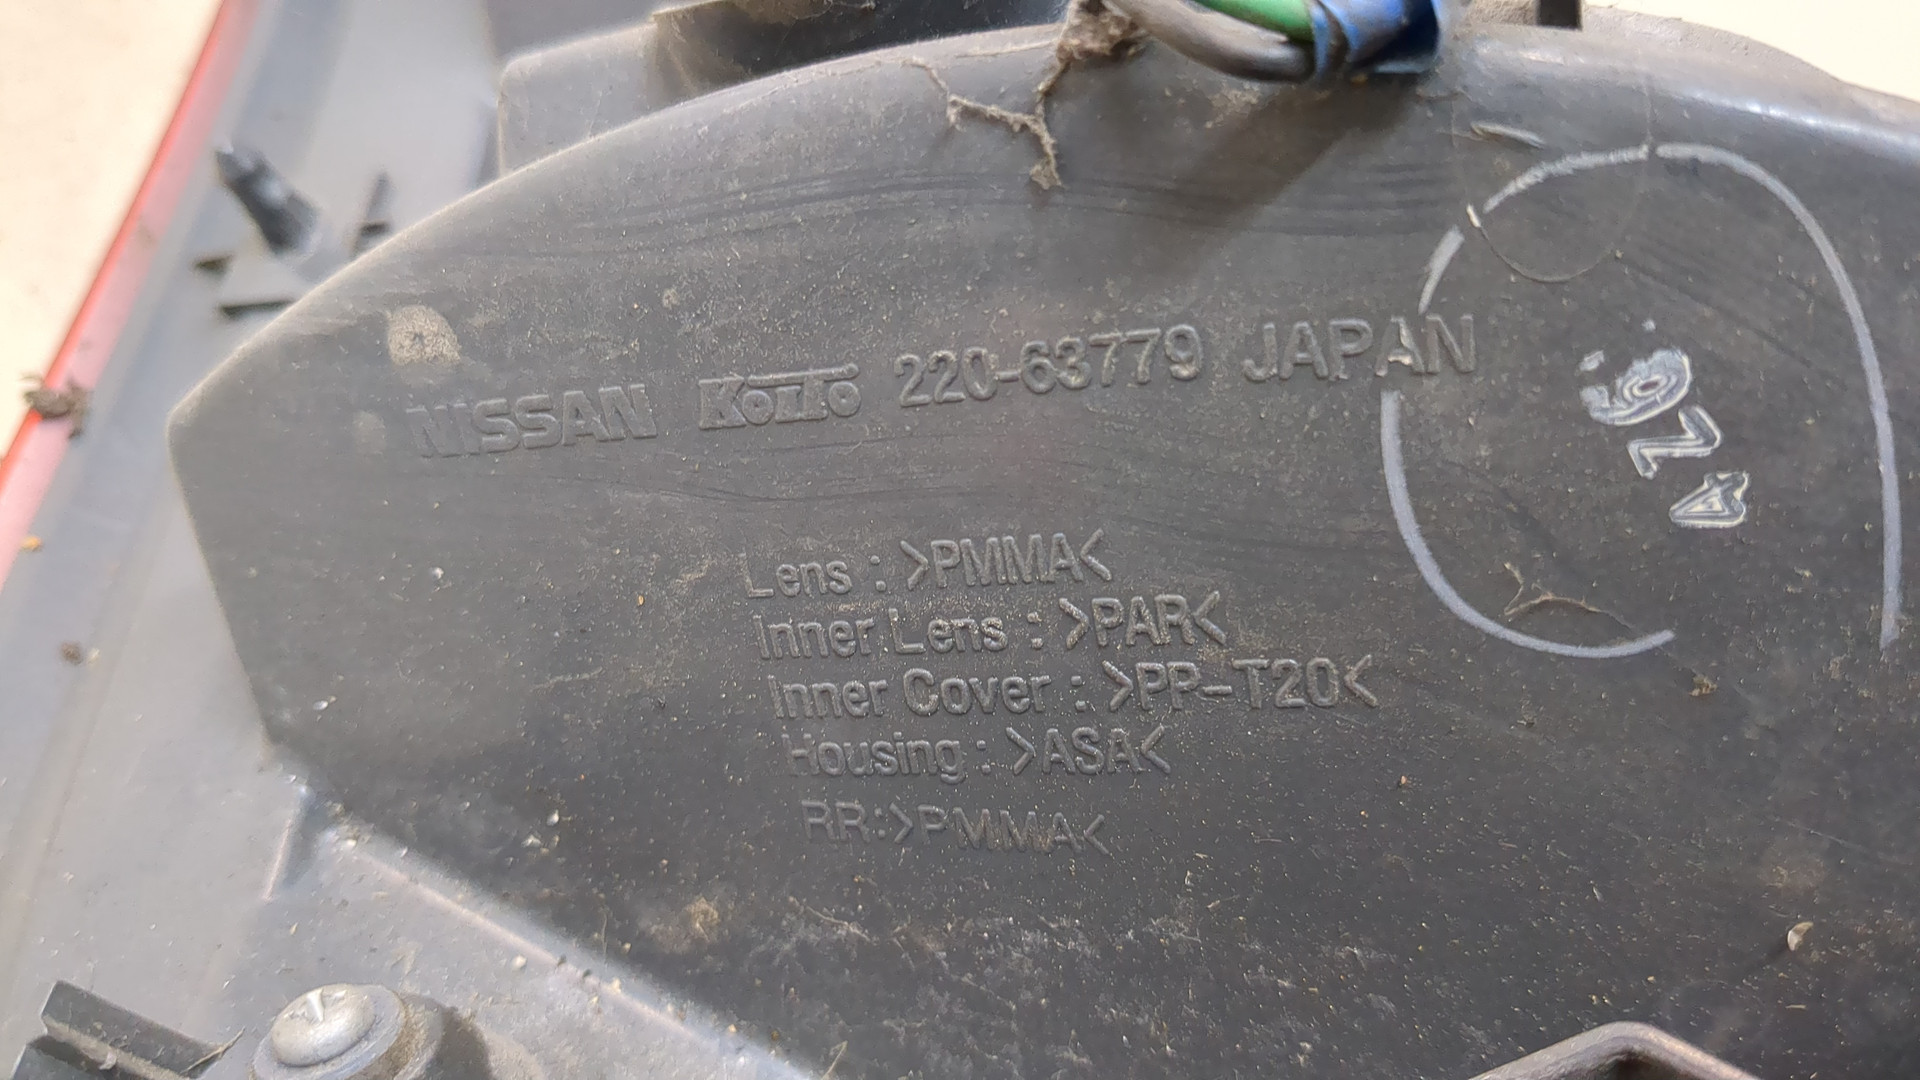 NISSAN KOITO 220-63779 JAPAN
Lens : >PMMA<
Inner Lens : >PAR<
Inner Cover : >PP-T20<
Housing : >ASA<
RR:>PMMA<